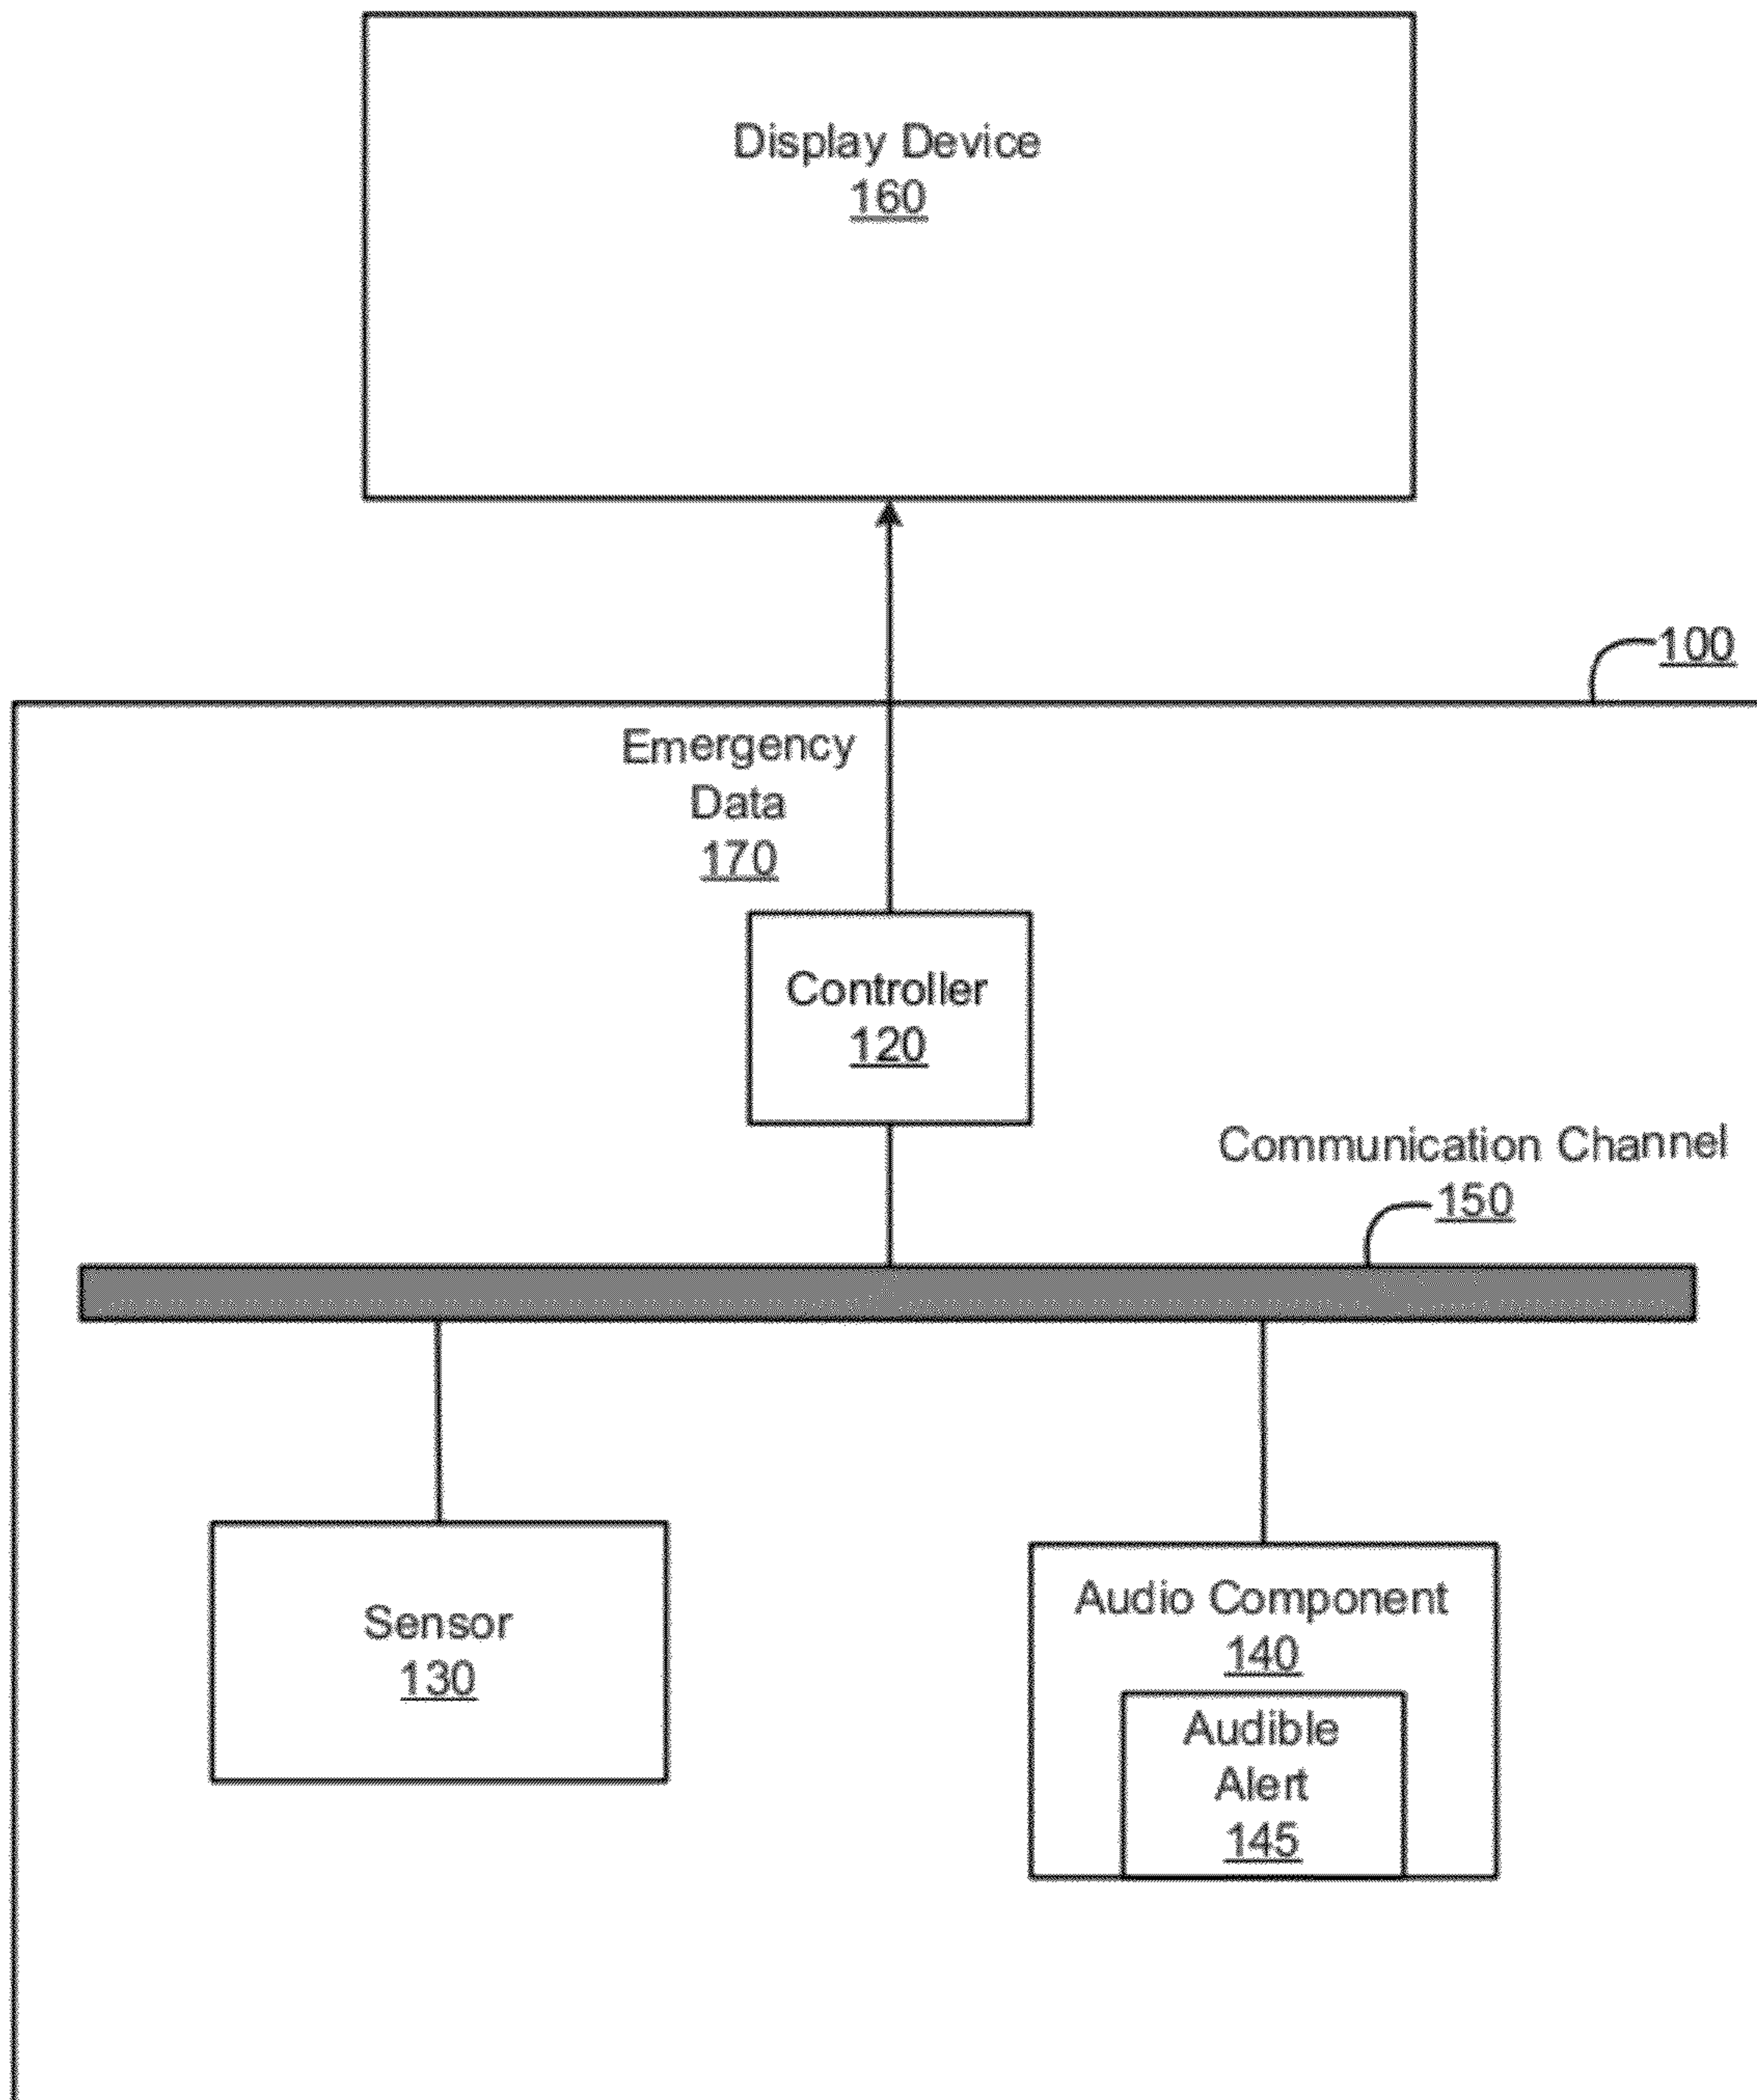 Display Device
160
100
Emergency
Data
170
Controller
120
Communication Channel
150
Sensor
130
Audio Component
140
Audible
Alert
145